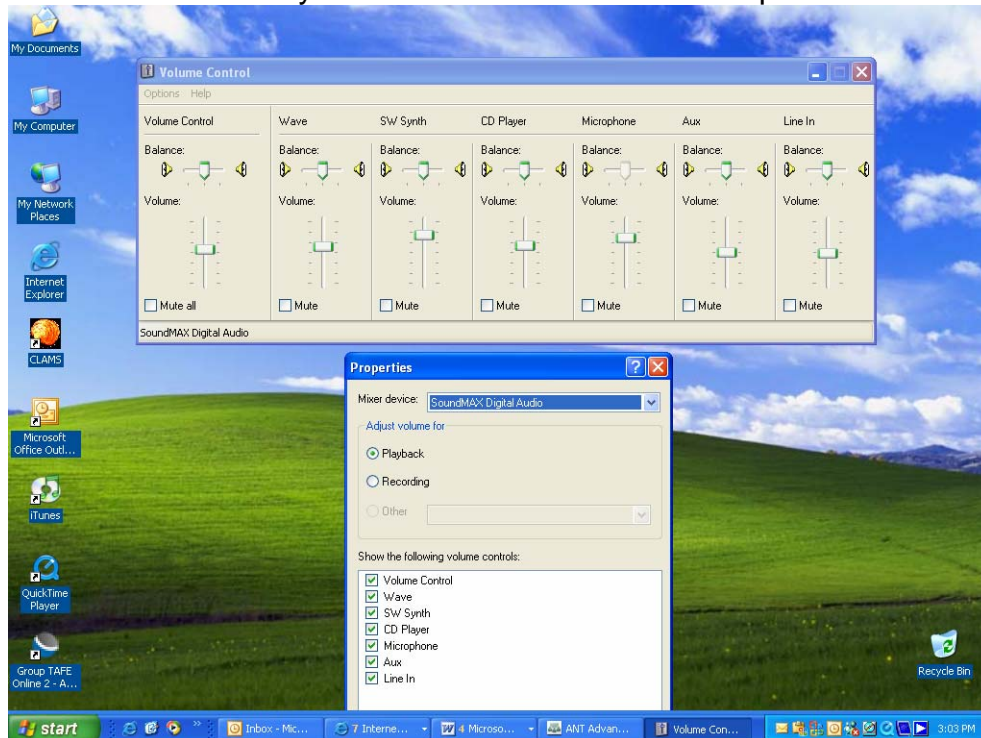 My Documents
My Computer
My Network
Places
Internet
Explorer
CLAMS
Microsoft
Office Outl...
iTunes
QuickTime
Player
Group TAFE
Online 2 - A...
Volume Control
Options Help
Volume Control Wave SW Synth CD Player Microphone Aux Line In
Balance: Balance: Balance: Balance: Balance: Balance: Balance:
Volume: Volume: Volume: Volume: Volume: Volume: Volume:
Mute all Mute Mute Mute Mute Mute Mute
SoundMAX Digital Audio
Properties
Mixer device: SoundMAX Digital Audio
Adjust volume for
Playback
Recording
Other
Show the following volume controls:
Volume Control
Wave
SW Synth
CD Player
Microphone
Aux
Line In
Recycle Bin
start Inbox - Mic... 7 Interne... 4 Microso... ANT Advan... Volume Con... 3:03 PM